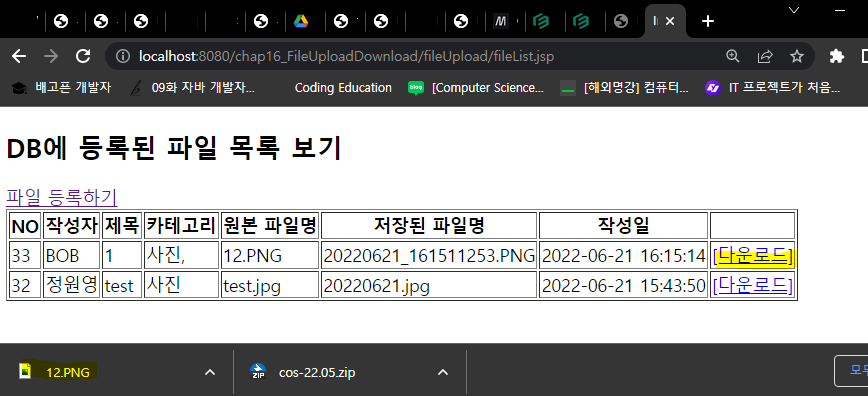 localhost:8080/chap16_FileUploadDownload/fileUpload/fileList.jsp
배고픈 개발자 09화 자바 개발자... Coding Education [Computer Science... [해외명강] 컴퓨터... IT 프로젝트가 처음...
DB에 등록된 파일 목록 보기
파일 등록하기
NO 작성자 제목 카테고리 원본 파일명 저장된 파일명 작성일
33 BOB 1 사진, 12.PNG 20220621_161511253.PNG 2022-06-21 16:15:14 [다운로드]
32 정원영 test 사진 test.jpg 20220621.jpg 2022-06-21 15:43:50 [다운로드]
12.PNG cos-22.05.zip